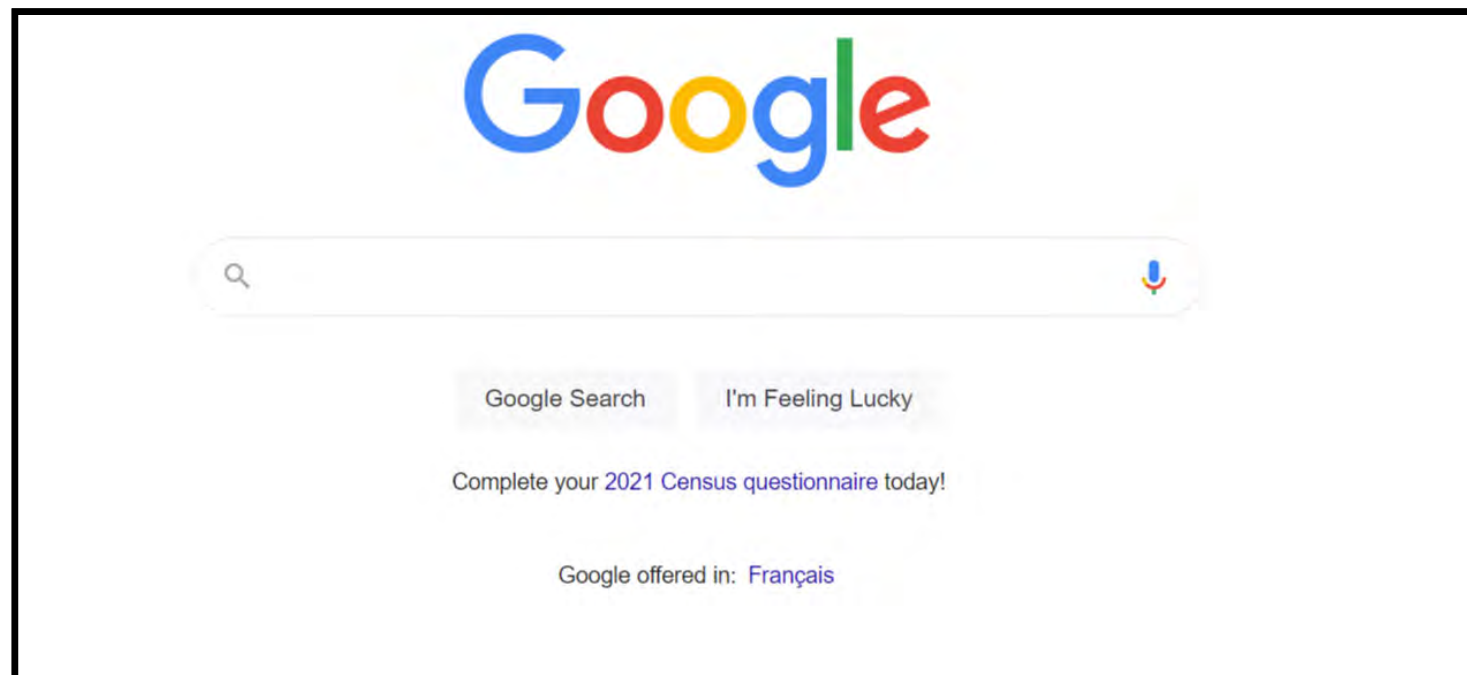 Google
Google Search I'm Feeling Lucky
Complete your 2021 Census questionnaire today!
Google offered in: Français